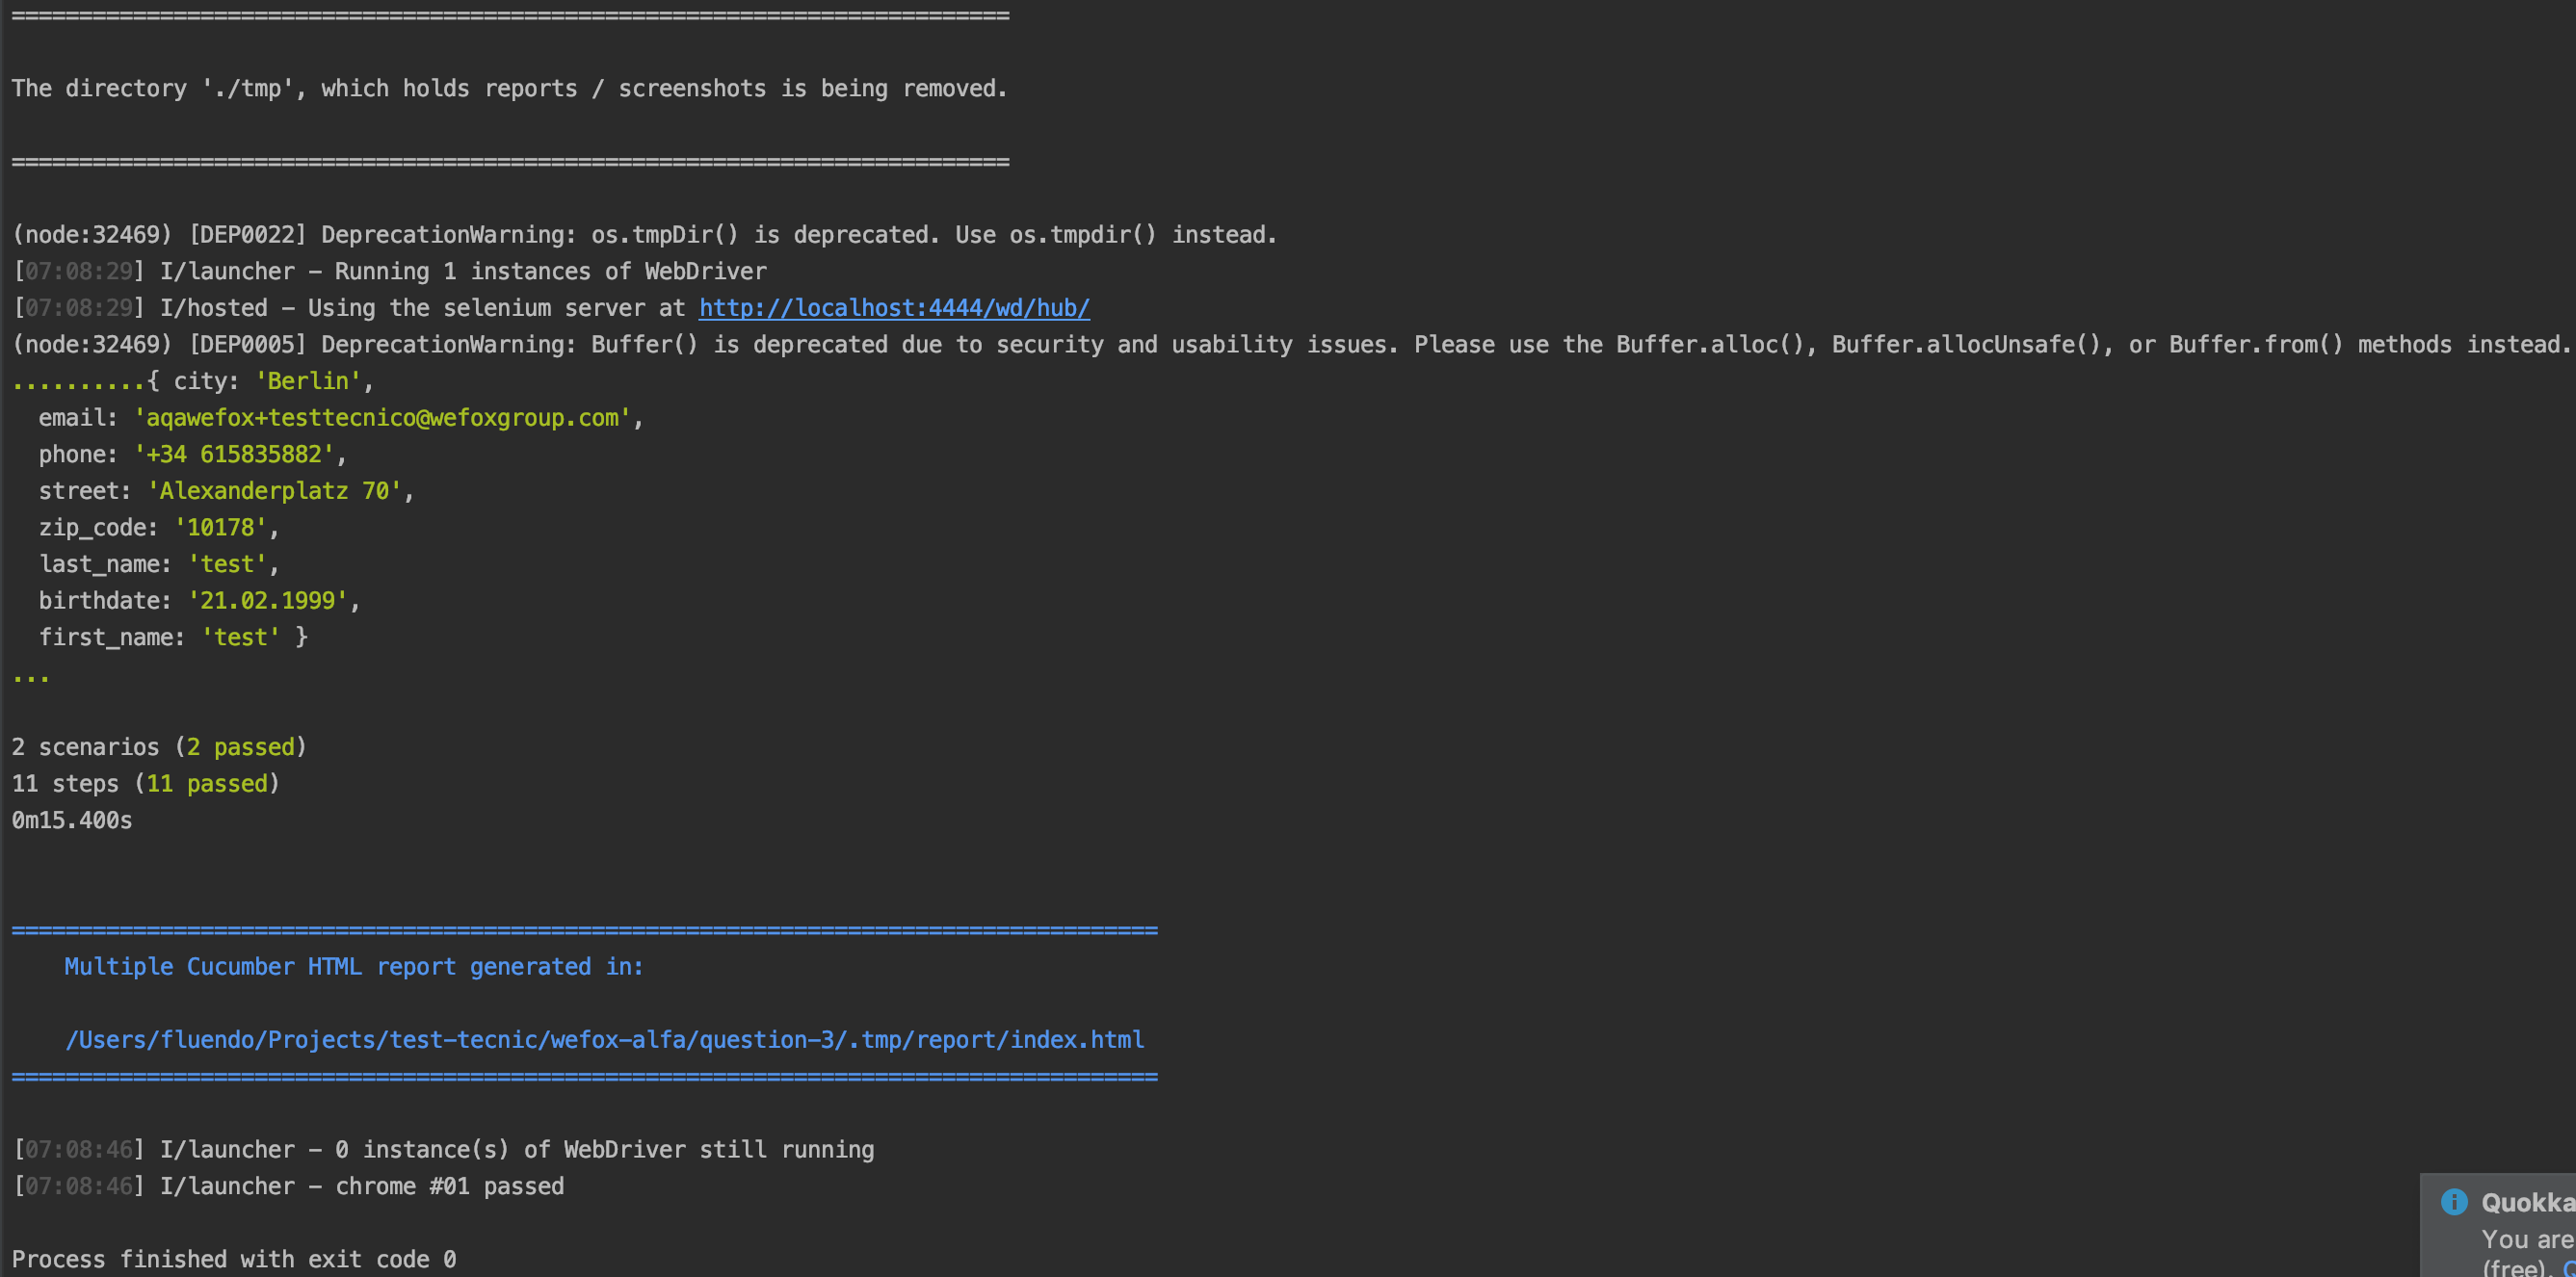 ==========================================================================

The directory './tmp', which holds reports / screenshots is being removed.

==========================================================================

(node:32469) [DEP0022] DeprecationWarning: os.tmpDir() is deprecated. Use os.tmpdir() instead.
[07:08:29] I/launcher – Running 1 instances of WebDriver
[07:08:29] I/hosted – Using the selenium server at http://localhost:4444/wd/hub/
(node:32469) [DEP0005] DeprecationWarning: Buffer() is deprecated due to security and usability issues. Please use the Buffer.alloc(), Buffer.allocUnsafe(), or Buffer.from() methods instead.
..........{ city: 'Berlin',
  email: 'aqawefox+testtecnico@wefoxgroup.com',
  phone: '+34 615835882',
  street: 'Alexanderplatz 70',
  zip_code: '10178',
  last_name: 'test',
  birthdate: '21.02.1999',
  first_name: 'test' }
...

2 scenarios (2 passed)
11 steps (11 passed)
0m15.400s

=====================================================================================
    Multiple Cucumber HTML report generated in:

    /Users/fluendo/Projects/test-tecnic/wefox-alfa/question-3/.tmp/report/index.html
=====================================================================================

[07:08:46] I/launcher – 0 instance(s) of WebDriver still running
[07:08:46] I/launcher – chrome #01 passed

Process finished with exit code 0
Quokka
You are
(free). Q